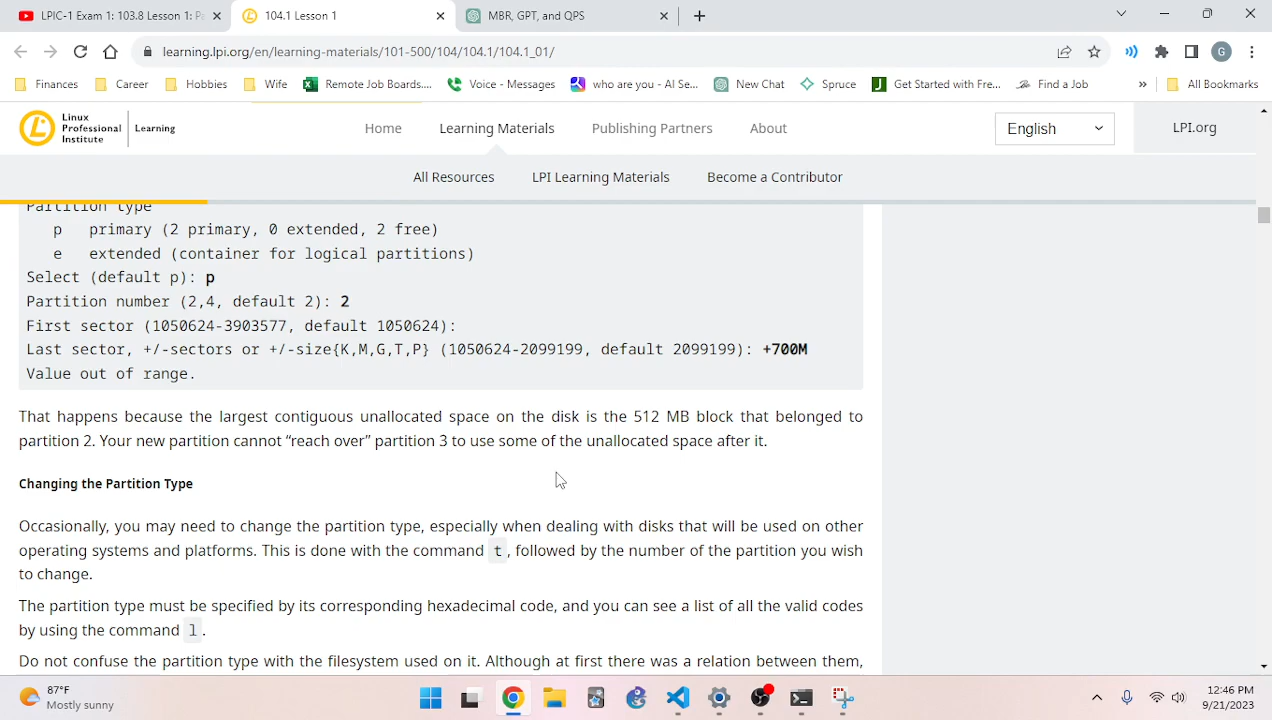 LPIC-1 Exam 1: 103.8 Lesson 1: Pa
104.1 Lesson 1
MBR, GPT, and QPS
learning.lpi.org/en/learning-materials/101-500/104/104.1/104.1_01/
G
Finances
Career
Hobbies
Wife
Remote Job Boards....
Voice - Messages
who are you - AI Se...
New Chat
Spruce
Get Started with Fre...
Find a Job
»
All Bookmarks
Linux
Professional
Institute
Learning
Home
Learning Materials
Publishing Partners
About
English
LPI.org
All Resources
LPI Learning Materials
Become a Contributor
Partition type
p primary (2 primary, 0 extended, 2 free)
e extended (container for logical partitions)
Select (default p): p
Partition number (2,4, default 2): 2
First sector (1050624-3903577, default 1050624):
Last sector, +/-sectors or +/-size{K,M,G,T,P} (1050624-2099199, default 2099199): +700M
Value out of range.
That happens because the largest contiguous unallocated space on the disk is the 512 MB block that belonged to
partition 2. Your new partition cannot “reach over” partition 3 to use some of the unallocated space after it.
Changing the Partition Type
Occasionally, you may need to change the partition type, especially when dealing with disks that will be used on other
operating systems and platforms. This is done with the command t, followed by the number of the partition you wish
to change.
The partition type must be specified by its corresponding hexadecimal code, and you can see a list of all the valid codes
by using the command l.
Do not confuse the partition type with the filesystem used on it. Although at first there was a relation between them,
87°F
Mostly sunny
12:46 PM
9/21/2023